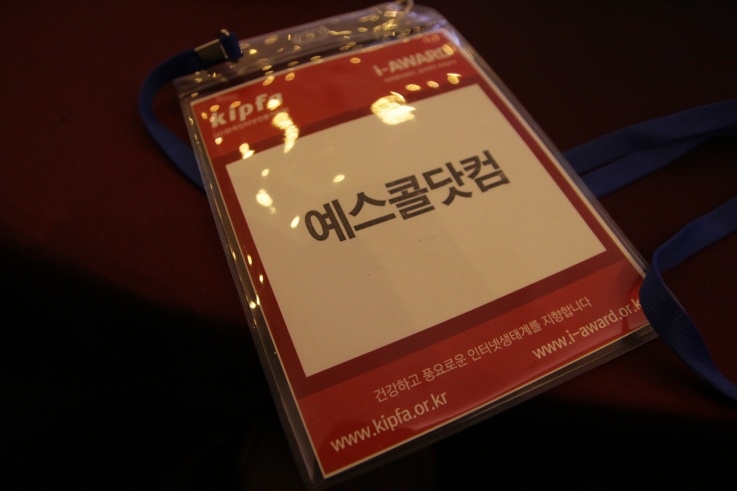 kipfa
i-AWARD
예스콜닷컴
건강하고 풍요로운 인터넷생태계를 지향합니다
www.kipfa.or.kr
www.i-award.or.kr